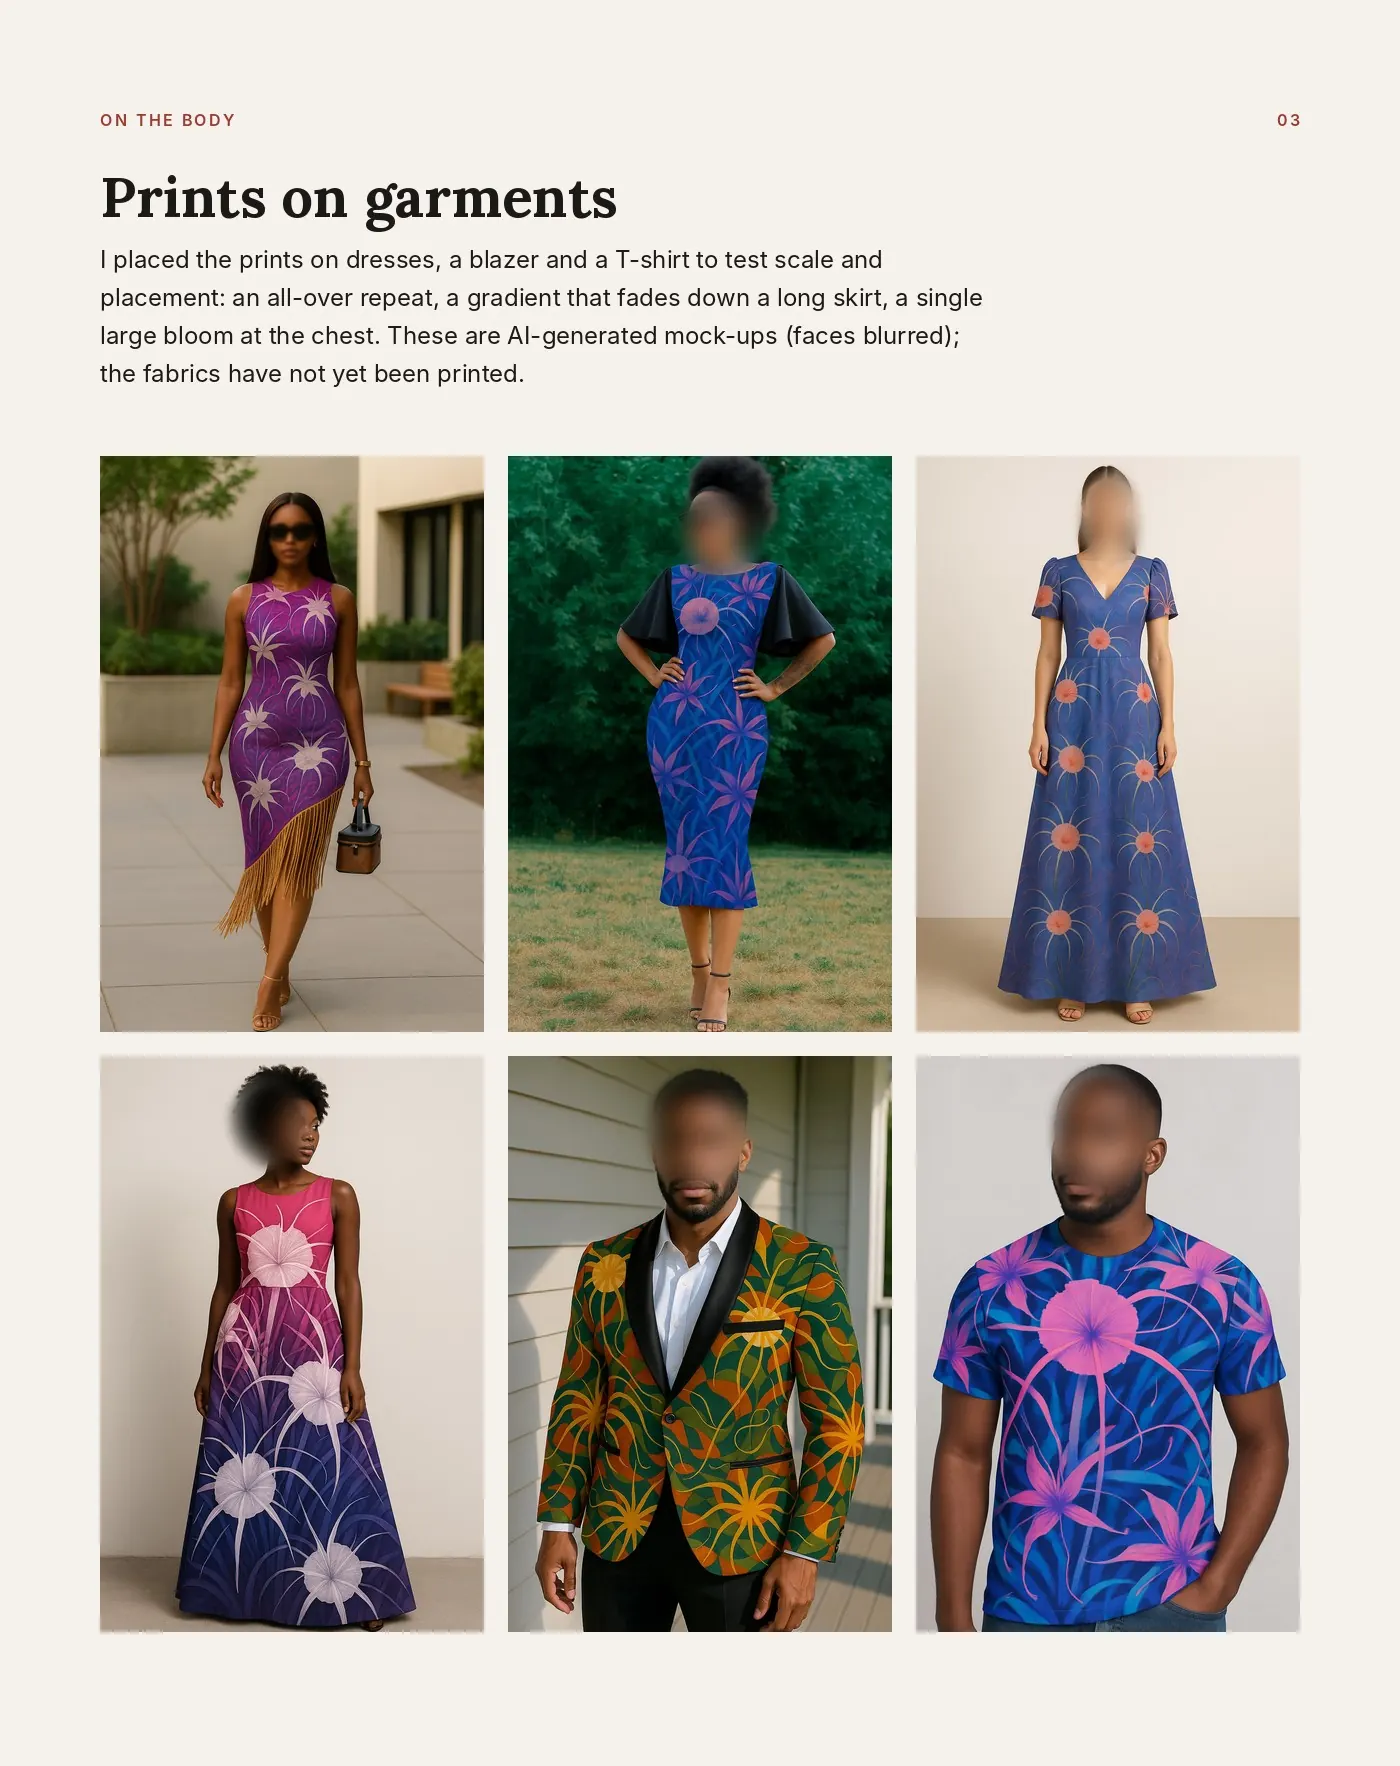 ON THE BODY
03
Prints on garments
I placed the prints on dresses, a blazer and a T-shirt to test scale and
placement: an all-over repeat, a gradient that fades down a long skirt, a single
large bloom at the chest. These are AI-generated mock-ups (faces blurred);
the fabrics have not yet been printed.